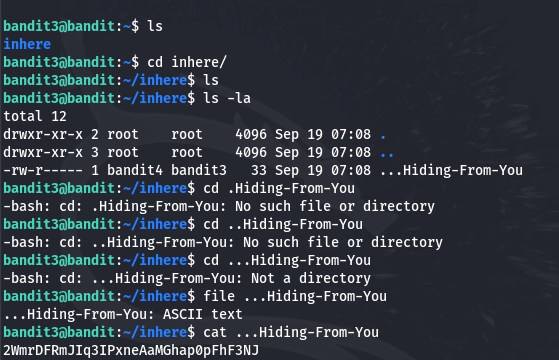 bandit3@bandit:~$ ls
inhere
bandit3@bandit:~$ cd inhere/
bandit3@bandit:~/inhere$ ls
bandit3@bandit:~/inhere$ ls -la
total 12
drwxr-xr-x 2 root    root    4096 Sep 19 07:08 .
drwxr-xr-x 3 root    root    4096 Sep 19 07:08 ..
-rw-r----- 1 bandit4 bandit3   33 Sep 19 07:08 ...Hiding-From-You
bandit3@bandit:~/inhere$ cd .Hiding-From-You
-bash: cd: .Hiding-From-You: No such file or directory
bandit3@bandit:~/inhere$ cd ..Hiding-From-You
-bash: cd: ..Hiding-From-You: No such file or directory
bandit3@bandit:~/inhere$ cd ...Hiding-From-You
-bash: cd: ...Hiding-From-You: Not a directory
bandit3@bandit:~/inhere$ file ...Hiding-From-You
...Hiding-From-You: ASCII text
bandit3@bandit:~/inhere$ cat ...Hiding-From-You
2WmrDFRmJIq3IPxneAaMGhap0pFhF3NJ